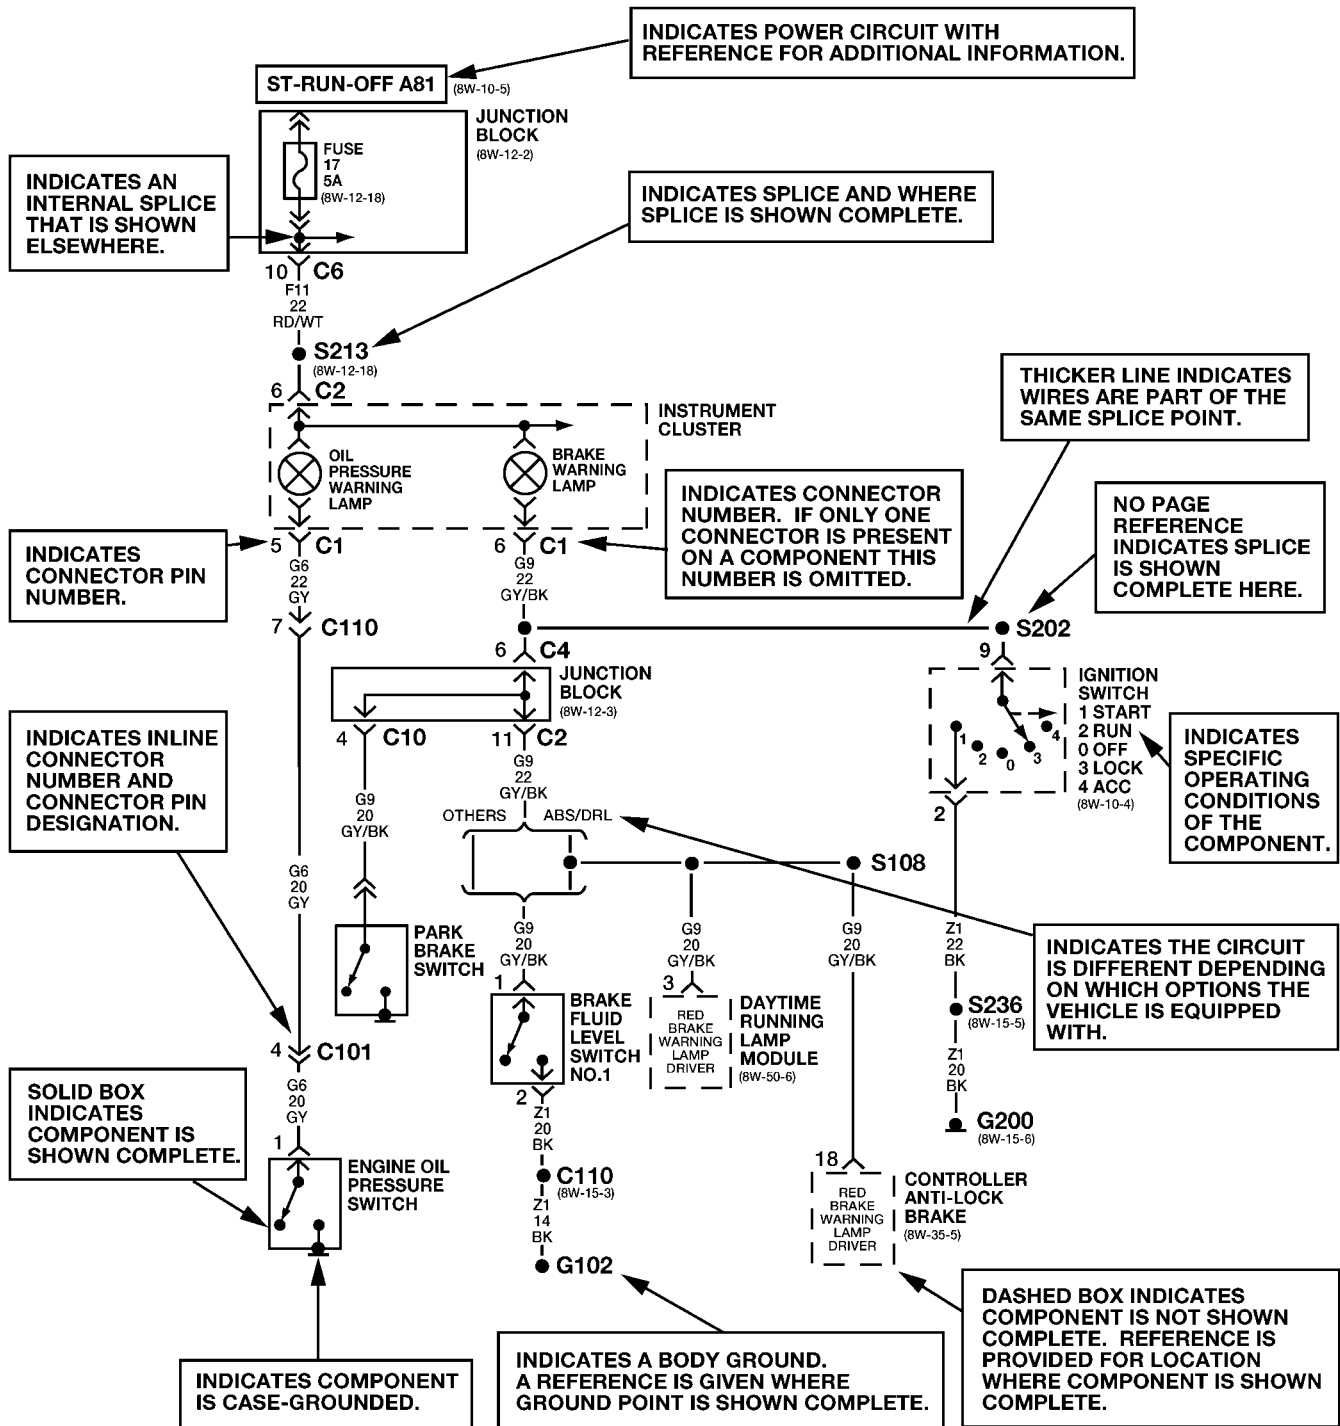 INDICATES POWER CIRCUIT WITH
REFERENCE FOR ADDITIONAL INFORMATION.
ST-RUN-OFF A81
(8W-10-5)
JUNCTION
BLOCK
(8W-12-2)
FUSE
17
5A
(8W-12-18)
INDICATES AN
INTERNAL SPLICE
THAT IS SHOWN
ELSEWHERE.
INDICATES SPLICE AND WHERE
SPLICE IS SHOWN COMPLETE.
10 C6
F11
22
RD/WT
S213
(8W-12-18)
6 C2
INSTRUMENT
CLUSTER
OIL
PRESSURE
WARNING
LAMP
BRAKE
WARNING
LAMP
THICKER LINE INDICATES
WIRES ARE PART OF THE
SAME SPLICE POINT.
INDICATES CONNECTOR
NUMBER. IF ONLY ONE
CONNECTOR IS PRESENT
ON A COMPONENT THIS
NUMBER IS OMITTED.
NO PAGE
REFERENCE
INDICATES SPLICE
IS SHOWN
COMPLETE HERE.
INDICATES
CONNECTOR PIN
NUMBER.
5 C1
G6
22
GY
7 C110
6 C1
G9
22
GY/BK
S202
6 C4
JUNCTION
BLOCK
(8W-12-3)
4 C10
11 C2
9
IGNITION
SWITCH
1 START
2 RUN
0 OFF
3 LOCK
4 ACC
(8W-10-4)
1
2
0
3
4
2
INDICATES
SPECIFIC
OPERATING
CONDITIONS
OF THE
COMPONENT.
INDICATES INLINE
CONNECTOR
NUMBER AND
CONNECTOR PIN
DESIGNATION.
G9
20
GY/BK
G9
22
GY/BK
OTHERS ABS/DRL
S108
G6
20
GY
PARK
BRAKE
SWITCH
G9
20
GY/BK
G9
20
GY/BK
G9
20
GY/BK
Z1
22
BK
INDICATES THE CIRCUIT
IS DIFFERENT DEPENDING
ON WHICH OPTIONS THE
VEHICLE IS EQUIPPED
WITH.
1
BRAKE
FLUID
LEVEL
SWITCH
NO.1
3
RED
BRAKE
WARNING
LAMP
DRIVER
DAYTIME
RUNNING
LAMP
MODULE
(8W-50-6)
S236
(8W-15-5)
Z1
20
BK
G200
(8W-15-6)
4 C101
G6
20
GY
1
ENGINE OIL
PRESSURE
SWITCH
SOLID BOX
INDICATES
COMPONENT IS
SHOWN COMPLETE.
2
Z1
20
BK
C110
(8W-15-3)
Z1
14
BK
G102
18
RED
BRAKE
WARNING
LAMP
DRIVER
CONTROLLER
ANTI-LOCK
BRAKE
(8W-35-5)
INDICATES COMPONENT
IS CASE-GROUNDED.
INDICATES A BODY GROUND.
A REFERENCE IS GIVEN WHERE
GROUND POINT IS SHOWN COMPLETE.
DASHED BOX INDICATES
COMPONENT IS NOT SHOWN
COMPLETE. REFERENCE IS
PROVIDED FOR LOCATION
WHERE COMPONENT IS SHOWN
COMPLETE.